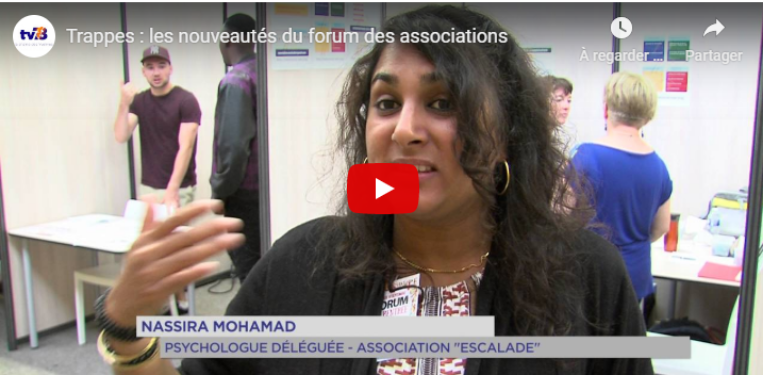 tv78
Trappes : les nouveautés du forum des associations
À regarder ...
Partager
FORUM
NASSIRA MOHAMAD
PSYCHOLOGUE DÉLÉGUÉE - ASSOCIATION "ESCALADE"